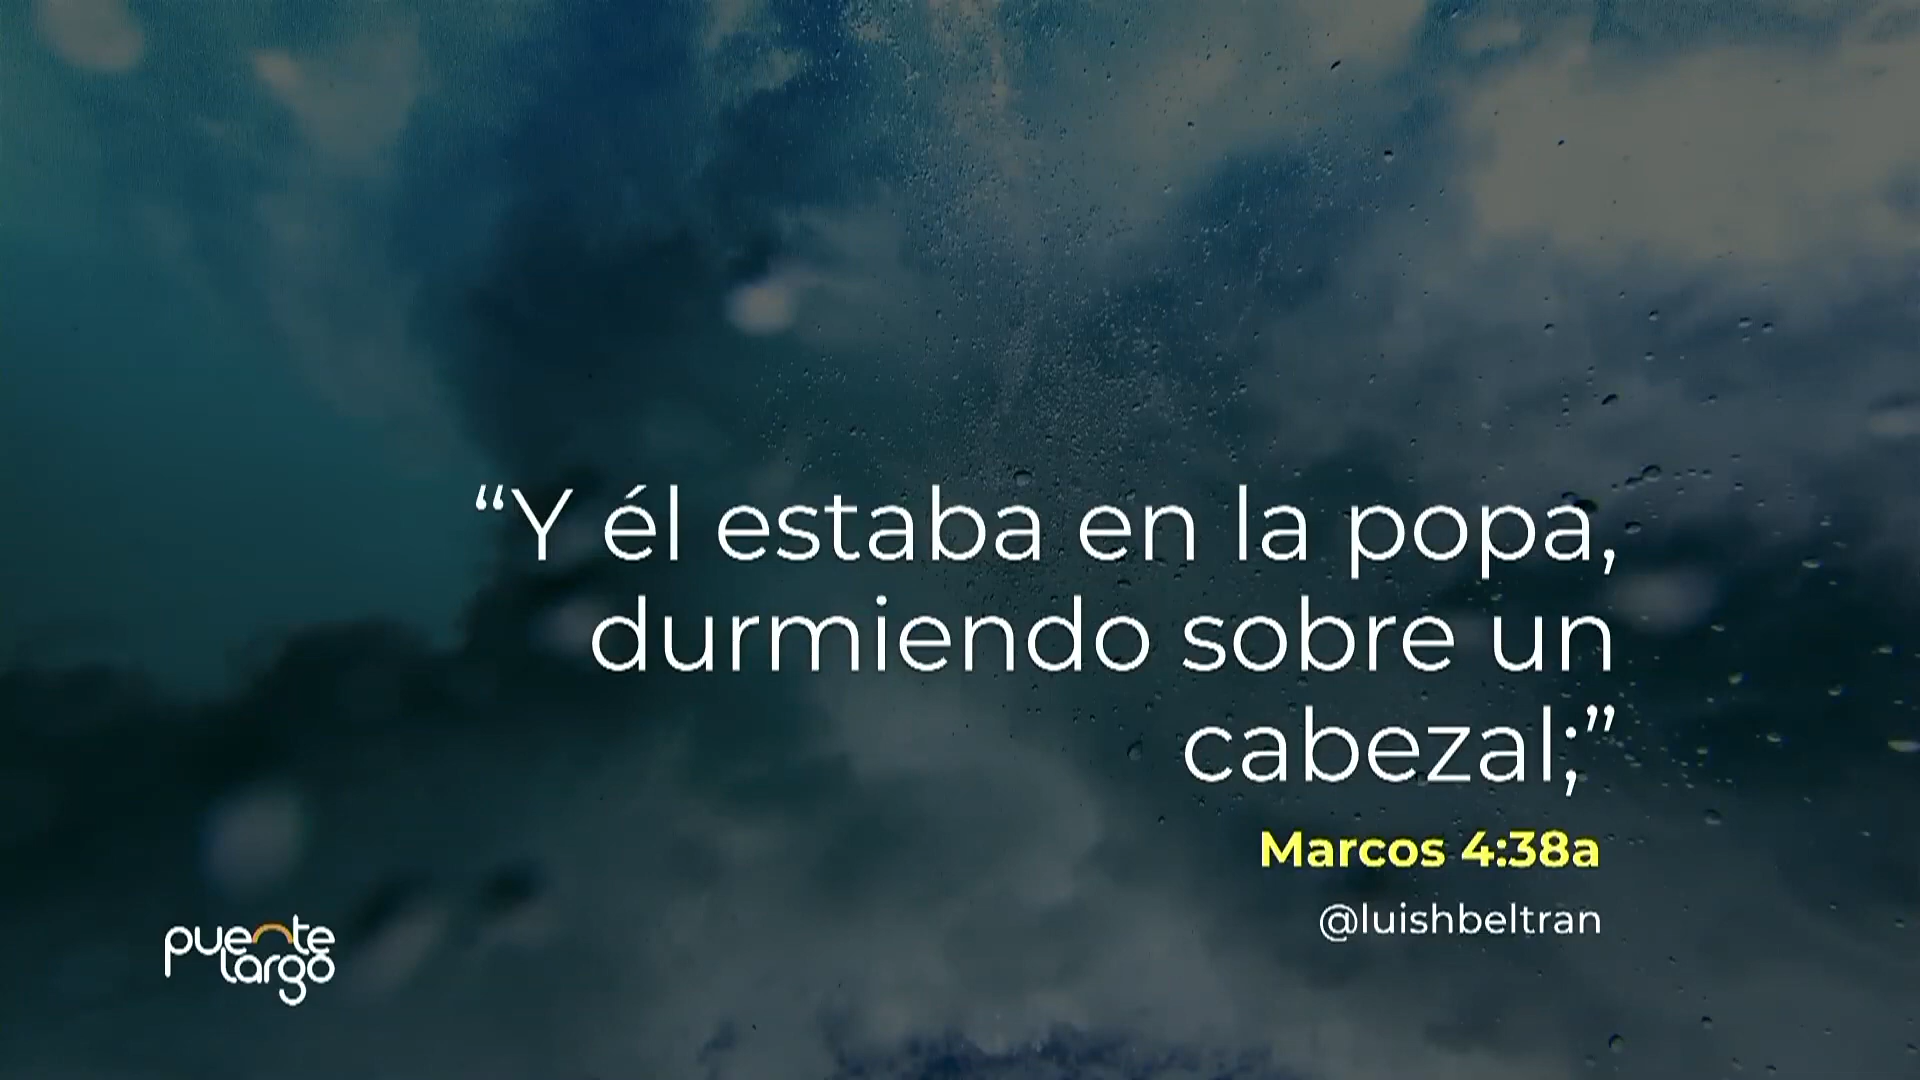 “Y él estaba en la popa,
durmiendo sobre un
cabezal;”
Marcos 4:38a
@luishbeltran
puente
largo